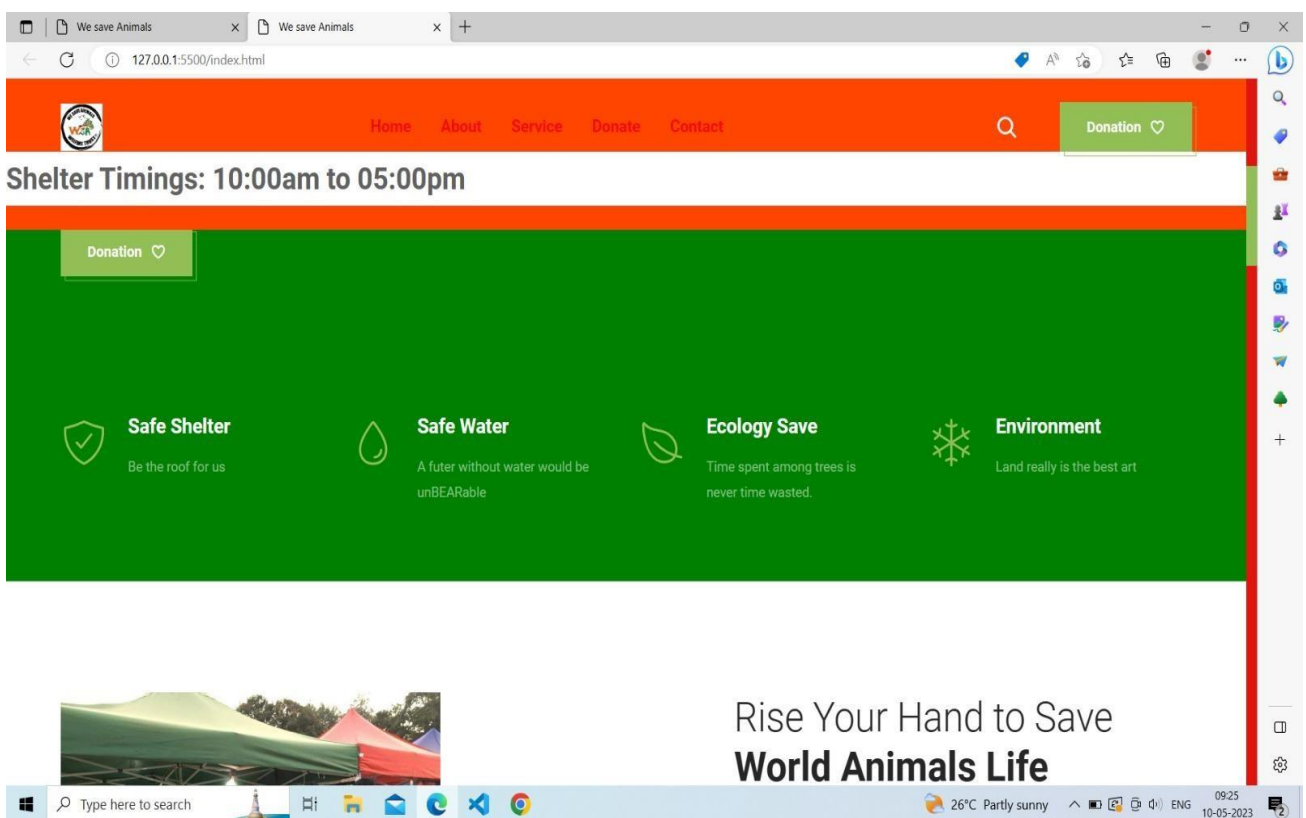 We save Animals
We save Animals
127.0.0.1:5500/index.html
Home About Service Donate Contact
Donation
Shelter Timings: 10:00am to 05:00pm
Donation
Safe Shelter
Be the roof for us
Safe Water
A futer without water would be
unBEARable
Ecology Save
Time spent among trees is
never time wasted.
Environment
Land really is the best art
Rise Your Hand to Save
World Animals Life
Type here to search
26°C Partly sunny
ENG
09:25
10-05-2023
2